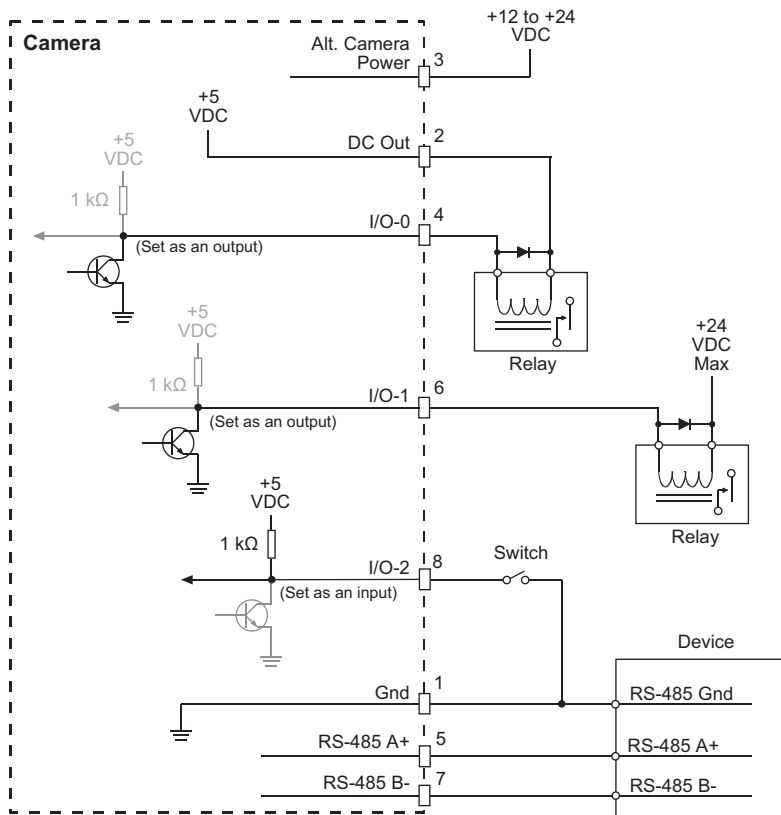 Camera
Alt. Camera
Power
3
+12 to +24
VDC
+5
VDC
DC Out
2
+5
VDC
1 kΩ
I/O-0
4
(Set as an output)
Relay
+5
VDC
1 kΩ
I/O-1
6
(Set as an output)
+24
VDC
Max
Relay
+5
VDC
1 kΩ
I/O-2
8
(Set as an input)
Switch
Device
Gnd
1
RS-485 Gnd
RS-485 A+
5
RS-485 A+
RS-485 B-
7
RS-485 B-